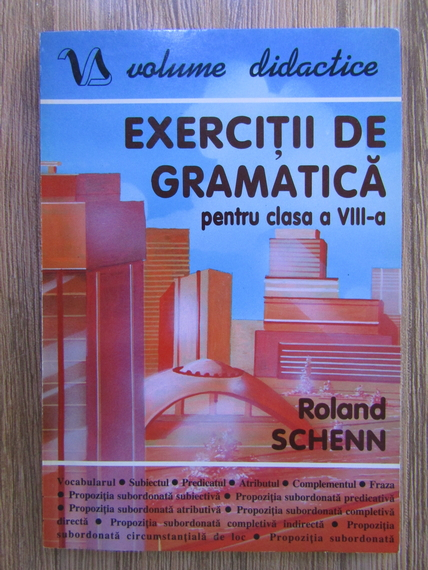 volume didactice
EXERCIȚII DE
GRAMATICĂ
pentru clasa a VIII-a
Roland
SCHENN
Vocabularul • Subiectul • Predicatul • Atributul • Complementul • Fraza
• Propoziția subordonată subiectivă • Propoziția subordonată predicativă
• Propoziția subordonată atributivă • Propoziția subordonată completivă
directă • Propoziția subordonată completivă indirectă • Propoziția
subordonată circumstanțială de loc • Propoziția subordonată